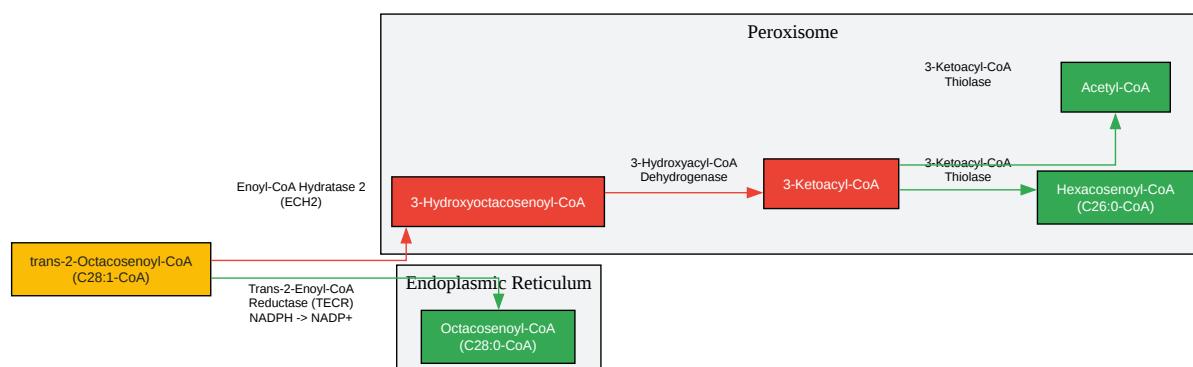 Peroxisome
3-Ketoacyl-CoA
Thiolase
Acetyl-CoA
3-Hydroxyacyl-CoA
Dehydrogenase
3-Ketoacyl-CoA
3-Ketoacyl-CoA
Thiolase
Hexacosenoyl-CoA
(C26:0-CoA)
Enoyl-CoA Hydratase 2
(ECH2)
3-Hydroxyoctacosenoyl-CoA
trans-2-Octacosenoyl-CoA
(C28:1-CoA)
Endoplasmic Reticulum
Trans-2-Enoyl-CoA
Reductase (TECR)
NADPH -> NADP+
Octacosenoyl-CoA
(C28:0-CoA)